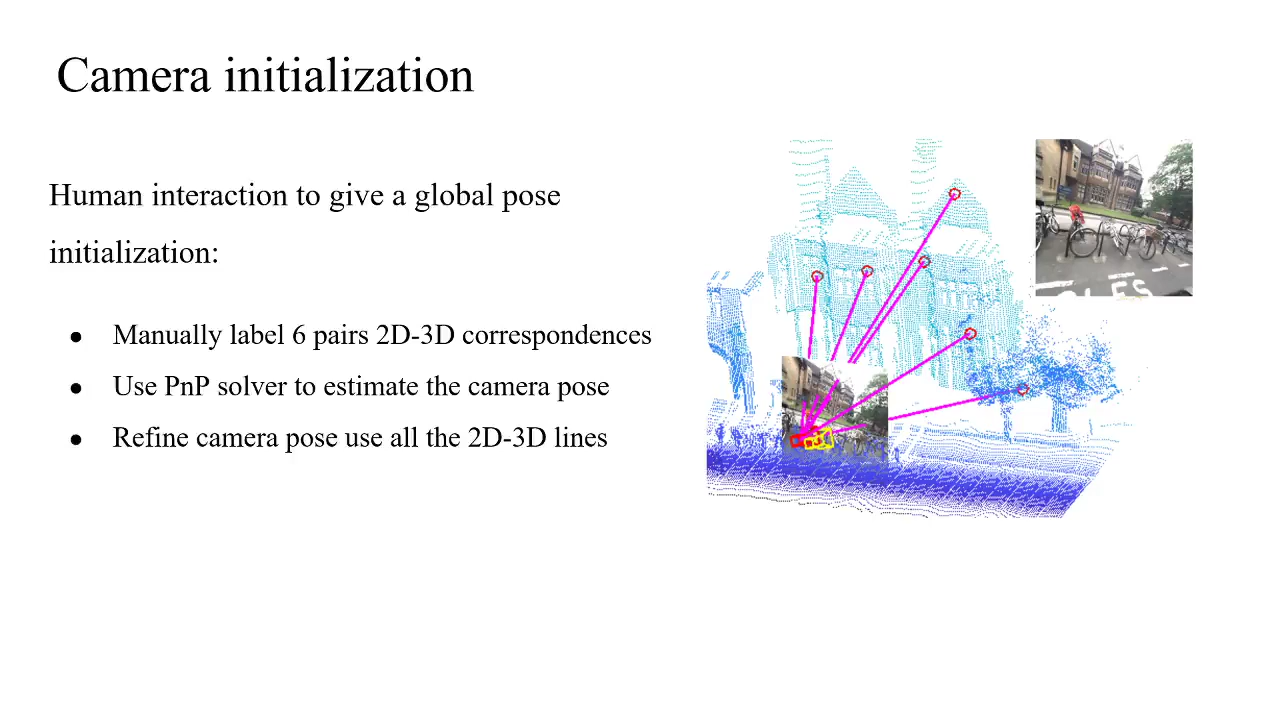 Camera initialization
Human interaction to give a global pose
initialization:
● Manually label 6 pairs 2D-3D correspondences
● Use PnP solver to estimate the camera pose
● Refine camera pose use all the 2D-3D lines